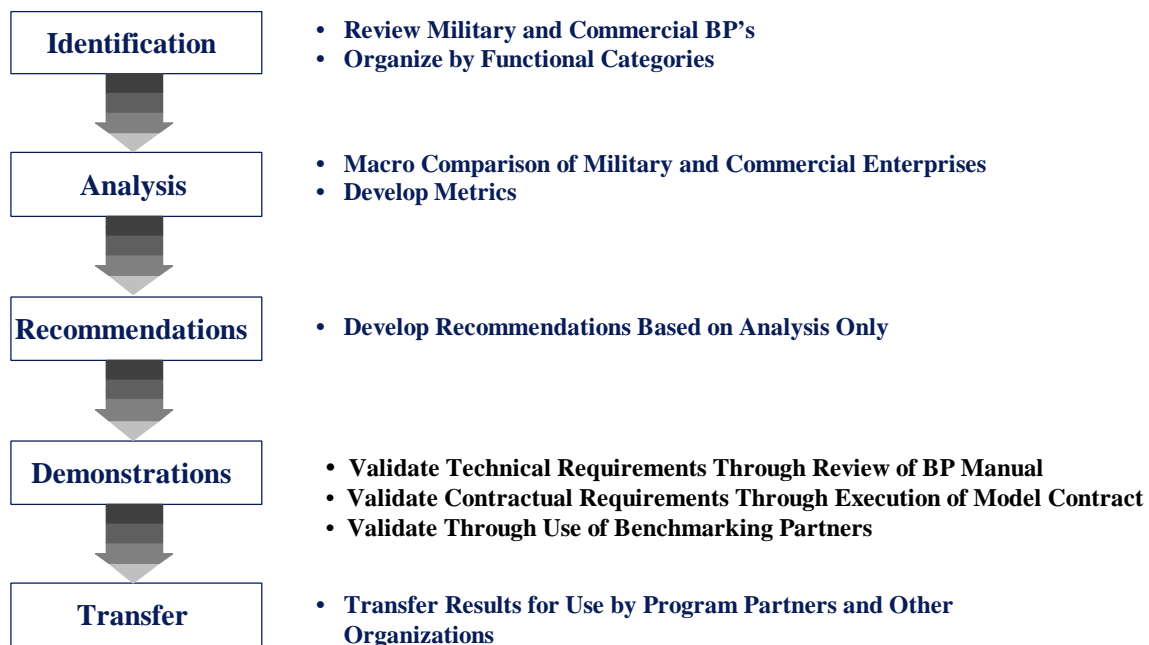 Identification
• Review Military and Commercial BP’s
• Organize by Functional Categories
Analysis
• Macro Comparison of Military and Commercial Enterprises
• Develop Metrics
Recommendations
• Develop Recommendations Based on Analysis Only
Demonstrations
• Validate Technical Requirements Through Review of BP Manual
• Validate Contractual Requirements Through Execution of Model Contract
• Validate Through Use of Benchmarking Partners
Transfer
• Transfer Results for Use by Program Partners and Other
Organizations